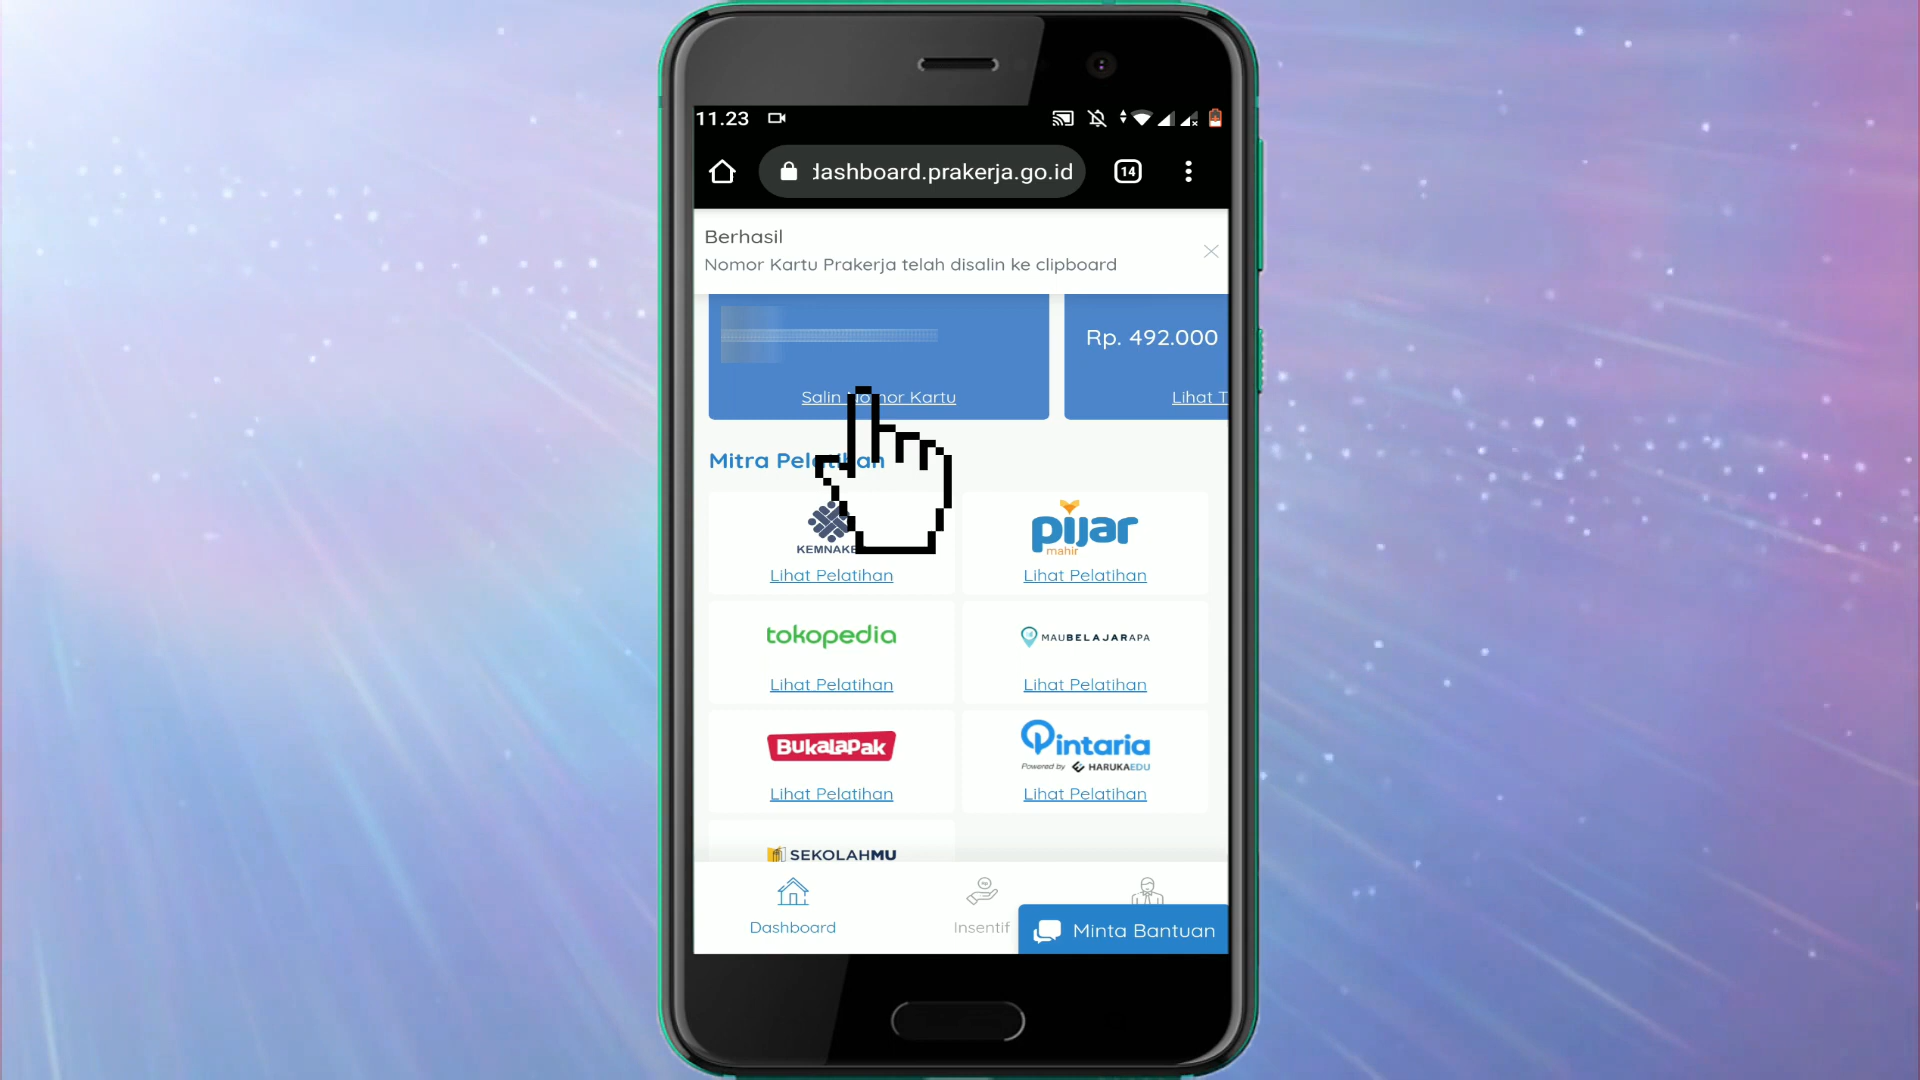 11.23
dashboard.prakerja.go.id
14
Berhasil
Nomor Kartu Prakerja telah disalin ke clipboard
Rp. 492.000
Salin Nomor Kartu
Lihat T
Mitra Pelatihan
KEMNAKE
pijar
mahir
Lihat Pelatihan
Lihat Pelatihan
tokopedia
MAUBELAJARAPA
Lihat Pelatihan
Lihat Pelatihan
BukaLaPak
Pintaria
Powered by HARUKAEDU
Lihat Pelatihan
Lihat Pelatihan
SEKOLAHMU
Dashboard
Insentif
Minta Bantuan